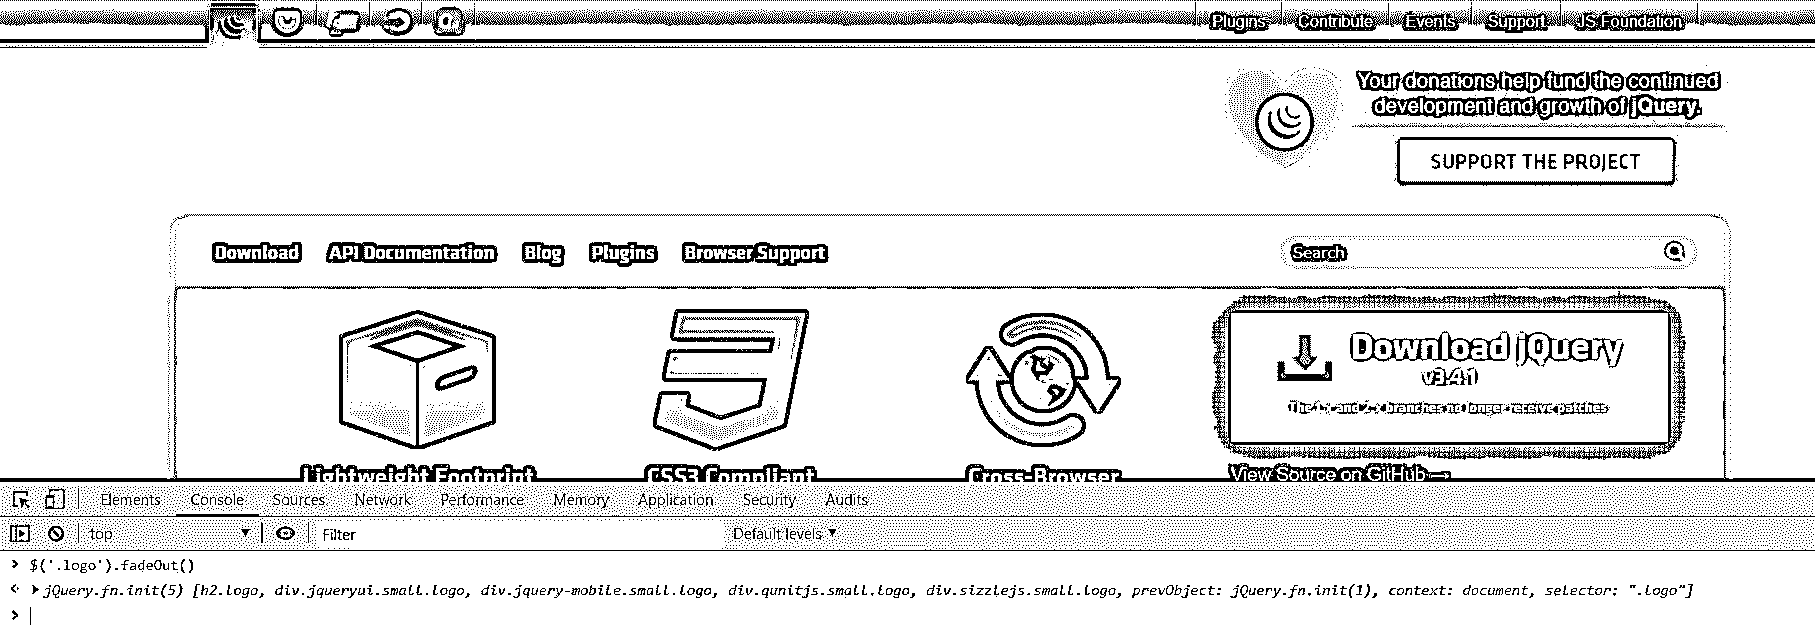 Plugins Contribute Events Support JS Foundation
Your donations help fund the continued
development and growth of jQuery.
SUPPORT THE PROJECT
Download API Documentation Blog Plugins Browser Support Search
Download jQuery
v3.4.1
The 1.x and 2.x branches no longer receive patches
Lightweight Footprint CSS3 Compliant Cross-Browser View Source on GitHub →
Elements Console Sources Network Performance Memory Application Security Audits
top Filter Default levels
> $('.logo').fadeOut()
jQuery.fn.init(5) [h2.logo, div.jqueryui.small.logo, div.jquery-mobile.small.logo, div.qunitjs.small.logo, div.sizzlejs.small.logo, prevObject: jQuery.fn.init(1), context: document, selector: ".logo"]
>